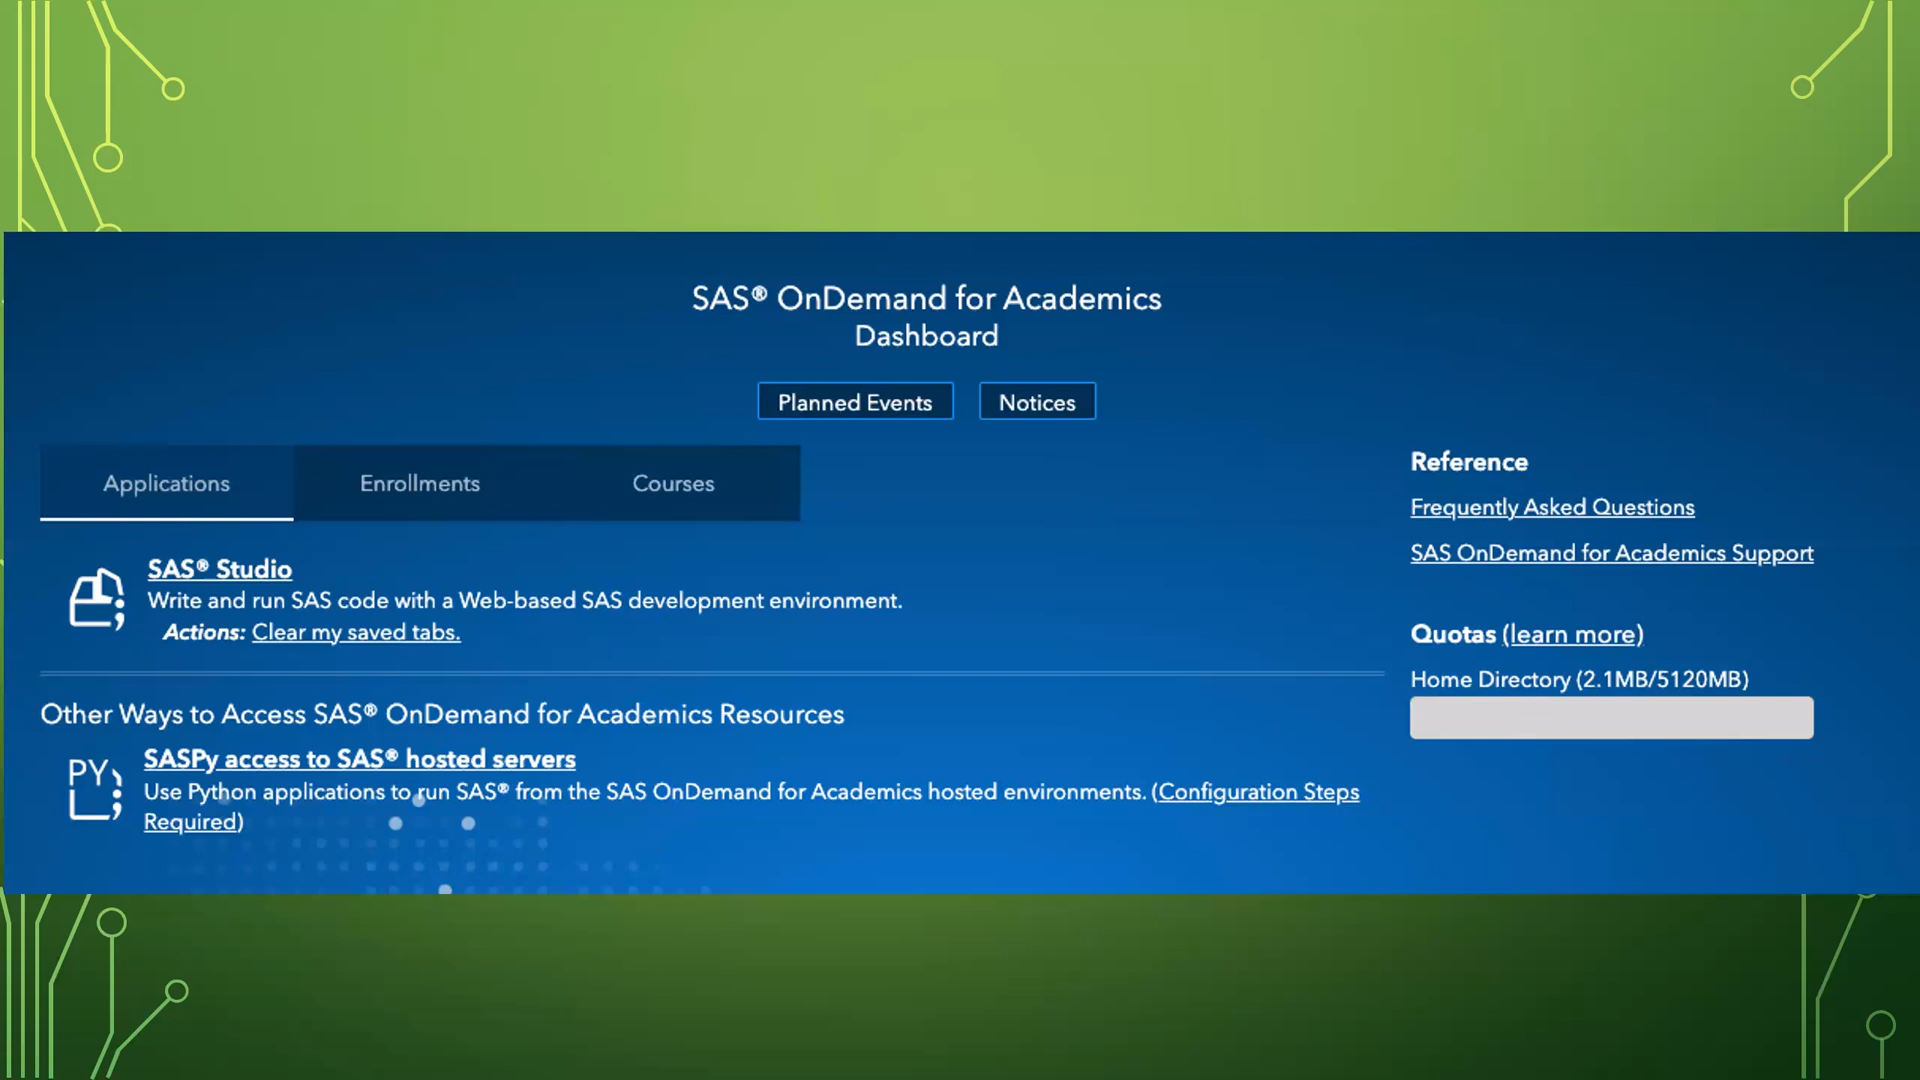 SAS® OnDemand for Academics
Dashboard
Planned Events
Notices
Applications
Enrollments
Courses
SAS® Studio
Write and run SAS code with a Web-based SAS development environment.
Actions: Clear my saved tabs.
Other Ways to Access SAS® OnDemand for Academics Resources
PY
SASPy access to SAS® hosted servers
Use Python applications to run SAS® from the SAS OnDemand for Academics hosted environments. (Configuration Steps
Required)
Reference
Frequently Asked Questions
SAS OnDemand for Academics Support
Quotas (learn more)
Home Directory (2.1MB/5120MB)